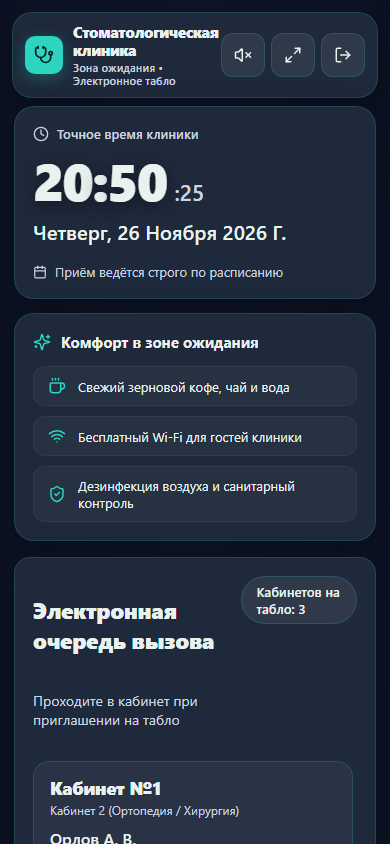 Стоматологическая
клиника
Зона ожидания •
Электронное табло
Точное время клиники
20:50 :25
Четверг, 26 Ноября 2026 Г.
Приём ведётся строго по расписанию
Комфорт в зоне ожидания
Свежий зерновой кофе, чай и вода
Бесплатный Wi-Fi для гостей клиники
Дезинфекция воздуха и санитарный
контроль
Электронная
очередь вызова
Кабинетов на
табло: 3
Проходите в кабинет при
приглашении на табло
Кабинет №1
Кабинет 2 (Ортопедия / Хирургия)
Орлов А. В.